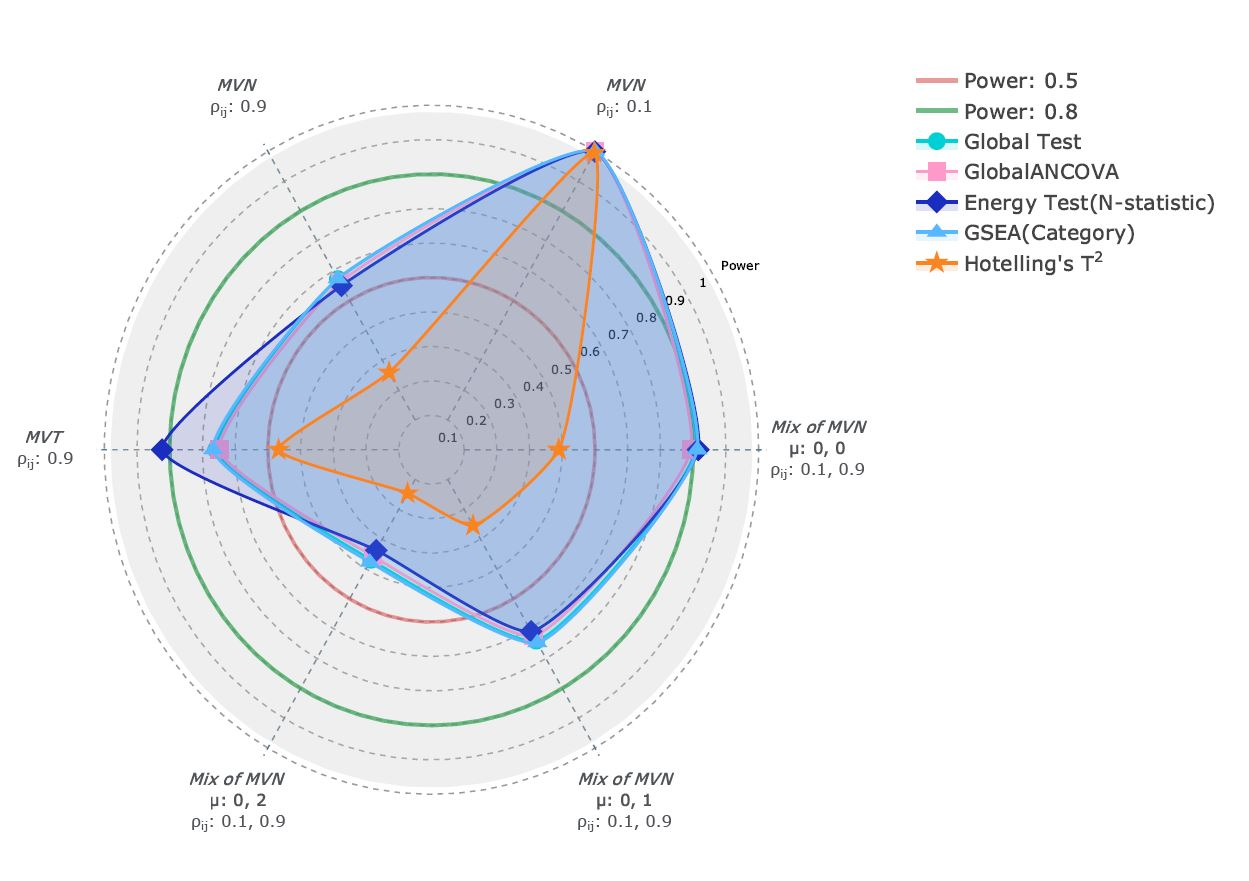 MVN
ρij: 0.9
MVN
ρij: 0.1
Power: 0.5
Power: 0.8
Global Test
GlobalANCOVA
Energy Test(N-statistic)
GSEA(Category)
Hotelling's T²
Power
1
0.9
0.8
0.7
0.6
0.5
0.4
0.3
0.2
0.1
Mix of MVN
μ: 0, 0
ρij: 0.1, 0.9
MVT
ρij: 0.9
Mix of MVN
μ: 0, 2
ρij: 0.1, 0.9
Mix of MVN
μ: 0, 1
ρij: 0.1, 0.9